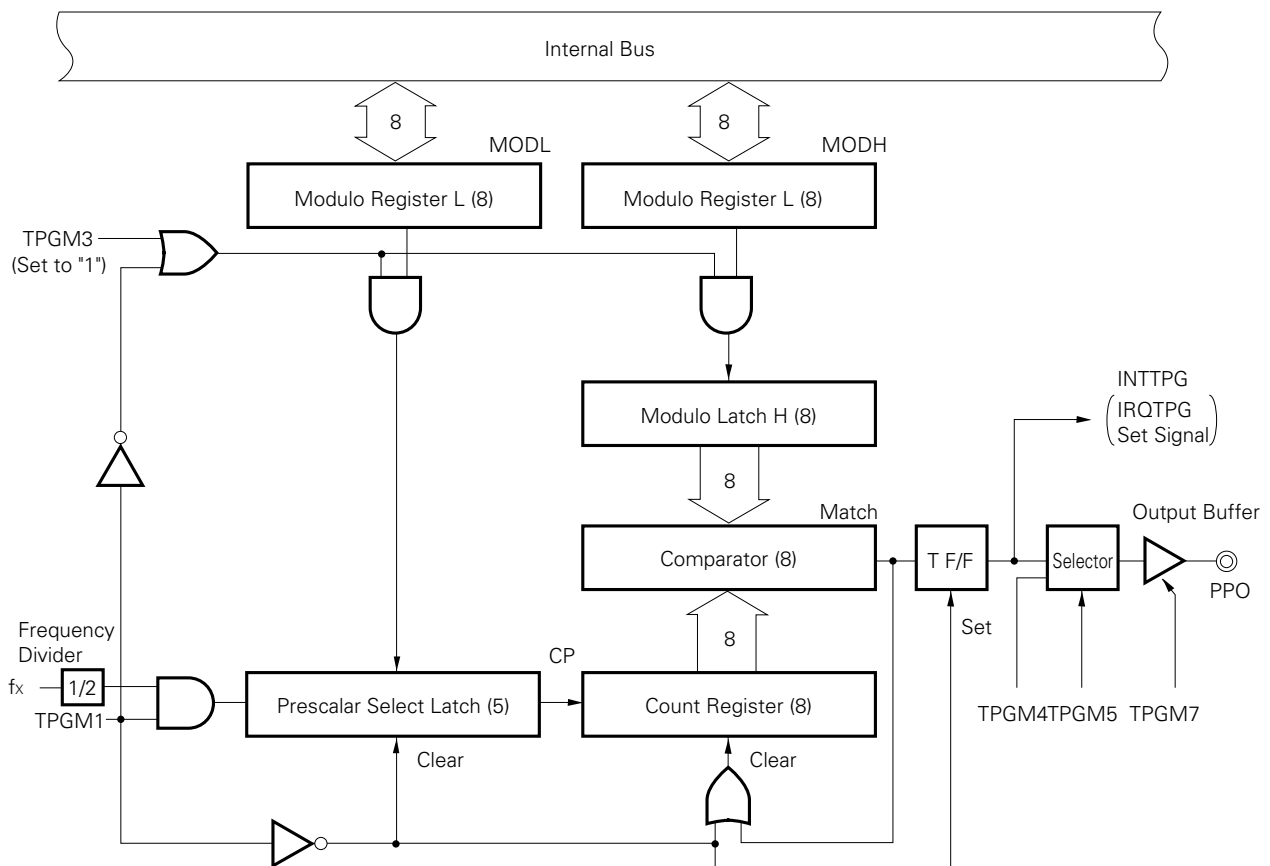 Internal Bus
8
8
MODL
MODH
Modulo Register L (8)
Modulo Register L (8)
TPGM3
(Set to "1")
INTTPG
IRQTPG
Set Signal
Modulo Latch H (8)
8
Match
Output Buffer
Comparator (8)
T F/F
Selector
PPO
8
Set
Frequency
Divider
CP
fx
1/2
Prescalar Select Latch (5)
Count Register (8)
TPGM1
TPGM4
TPGM5
TPGM7
Clear
Clear